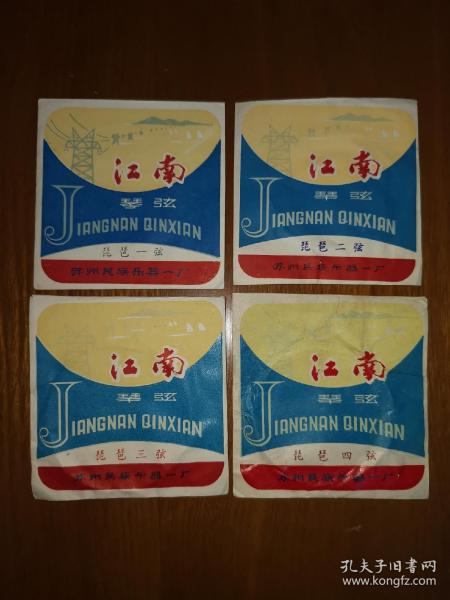 江南
琴弦
JIANGNAN QINXIAN
琵琶一弦
苏州民族乐器一厂
江南
琴弦
JIANGNAN QINXIAN
琵琶二弦
苏州民族乐器一厂
江南
琴弦
JIANGNAN QINXIAN
琵琶三弦
苏州民族乐器一厂
江南
琴弦
JIANGNAN QINXIAN
琵琶四弦
苏州民族乐器一厂
孔夫子旧书网
www.kongfz.com